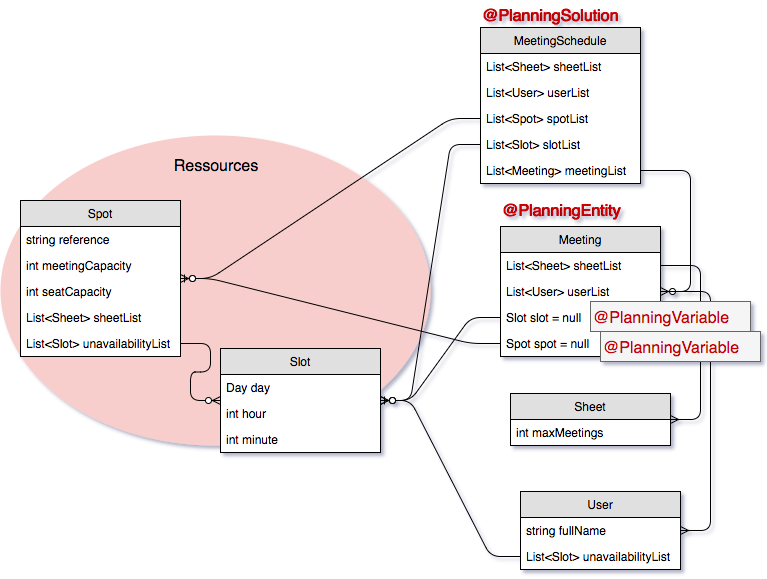 @PlanningSolution
MeetingSchedule
List<Sheet> sheetList
List<User> userList
List<Spot> spotList
List<Slot> slotList
List<Meeting> meetingList
Ressources
Spot
string reference
int meetingCapacity
int seatCapacity
List<Sheet> sheetList
List<Slot> unavailabilityList
@PlanningEntity
Meeting
List<Sheet> sheetList
List<User> userList
Slot slot = null
@PlanningVariable
Spot spot = null
@PlanningVariable
Slot
Day day
int hour
int minute
Sheet
int maxMeetings
User
string fullName
List<Slot> unavailabilityList